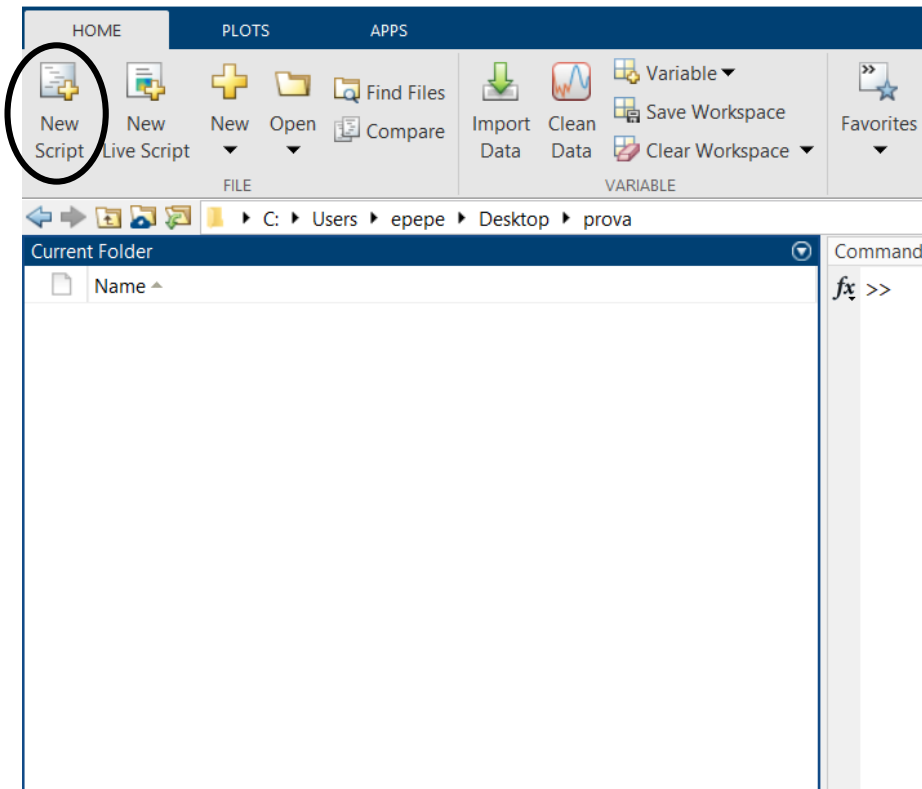 HOME PLOTS APPS
New Script
New Live Script
New
Open
Find Files
Compare
Import Data
Clean Data
Variable
Save Workspace
Clear Workspace
Favorites
FILE VARIABLE
C: Users epepe Desktop prova
Current Folder
Name
Command
fx >>